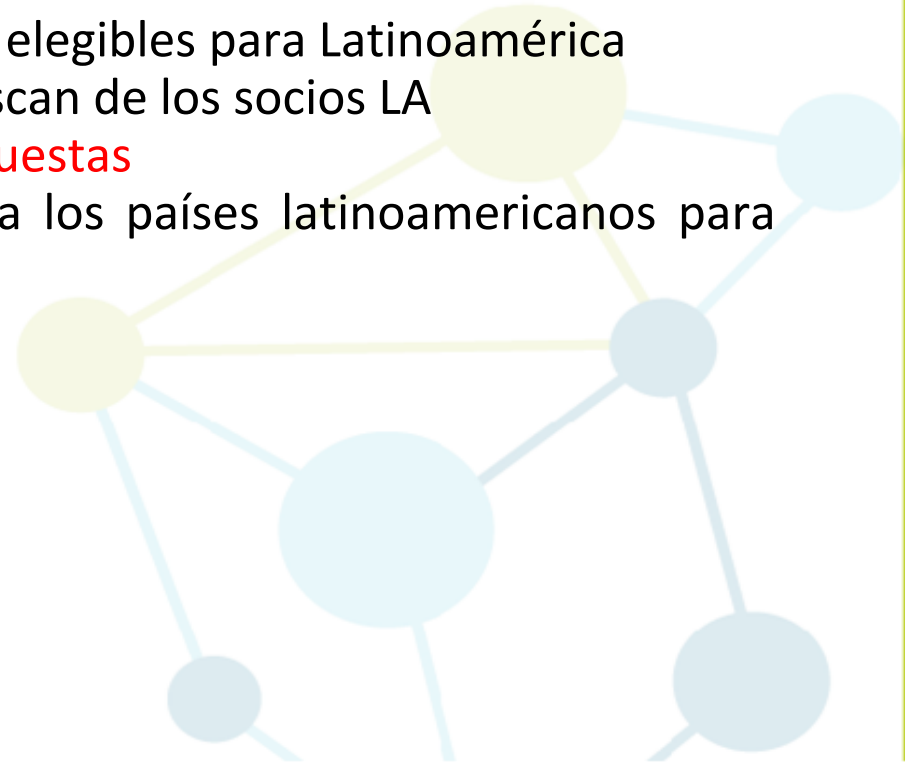 elegibles para Latinoamérica
scan de los socios LA
uestas
a los países latinoamericanos para